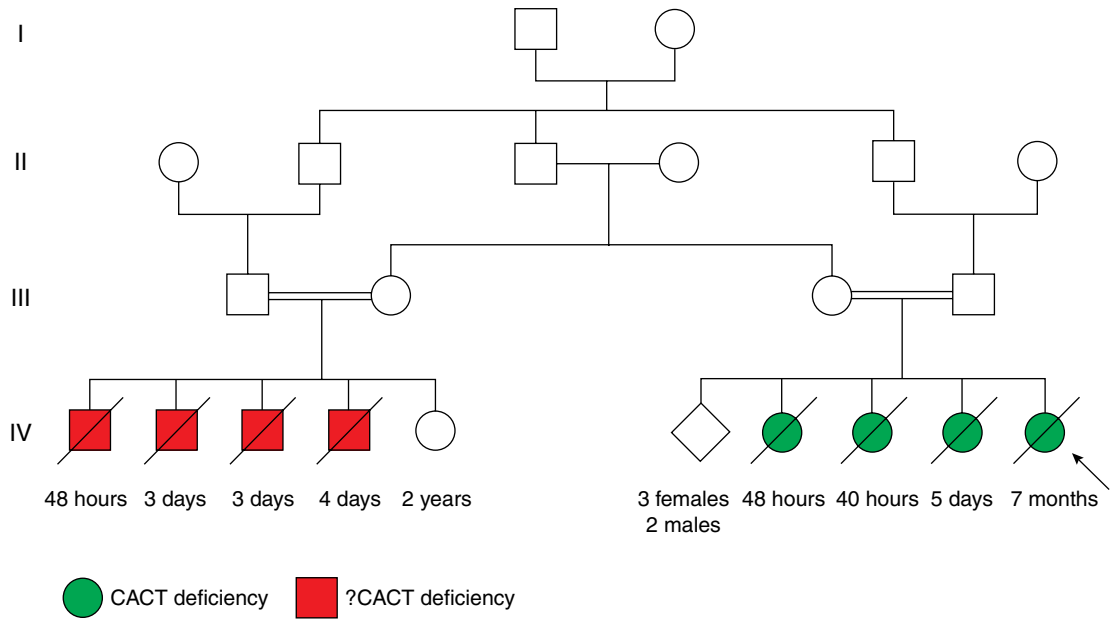 I
II
III
IV
48 hours 3 days 3 days 4 days 2 years 3 females 48 hours 40 hours 5 days 7 months
2 males
CACT deficiency ?CACT deficiency